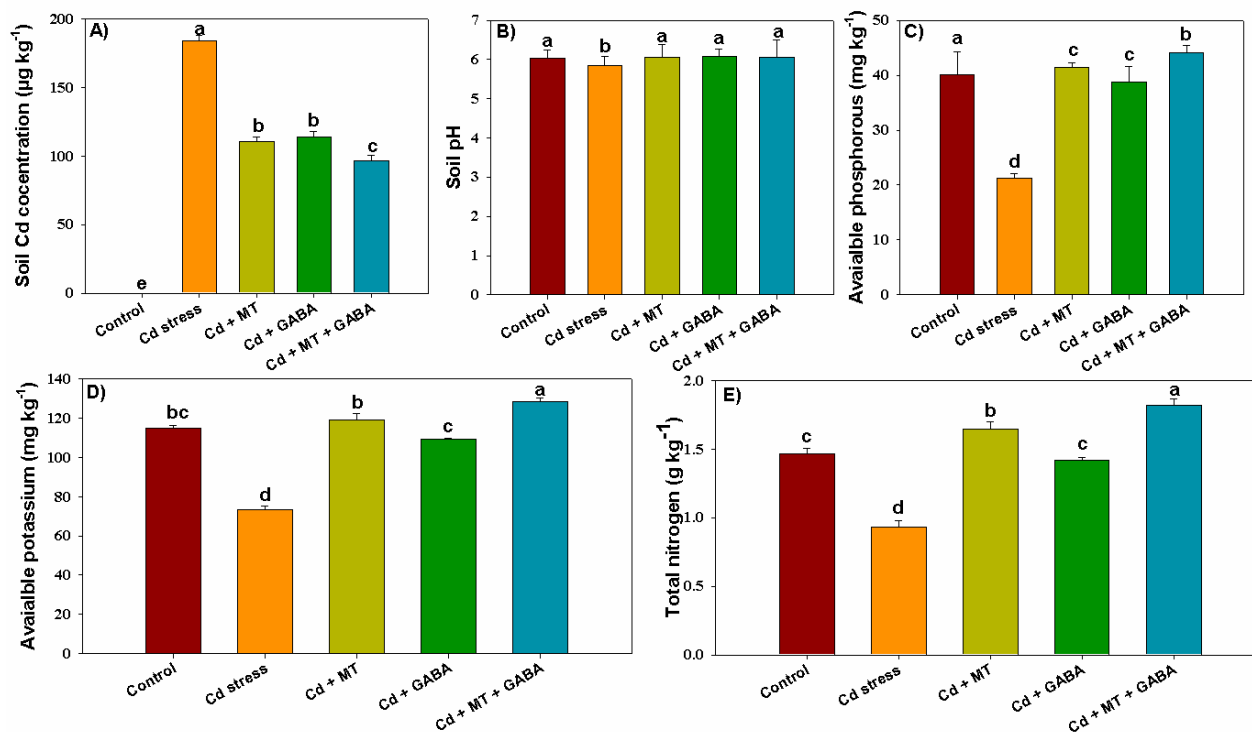 A)
Soil Cd cocentration (µg kg⁻¹)
200
150
100
50
0
e
a
b
b
c
Control
Cd stress
Cd + MT
Cd + GABA
Cd + MT + GABA
B)
Soil pH
7
6
5
4
3
2
1
0
a
b
a
a
a
Control
Cd stress
Cd + MT
Cd + GABA
Cd + MT + GABA
C)
Avaialble phosphorous (mg kg⁻¹)
50
40
30
20
10
0
a
d
c
c
b
Control
Cd stress
Cd + MT
Cd + GABA
Cd + MT + GABA
D)
Avaialble potassium (mg kg⁻¹)
140
120
100
80
60
40
20
0
bc
d
b
c
a
Control
Cd stress
Cd + MT
Cd + GABA
Cd + MT + GABA
E)
Total nitrogen (g kg⁻¹)
2.0
1.5
1.0
0.5
0.0
c
d
b
c
a
Control
Cd stress
Cd + MT
Cd + GABA
Cd + MT + GABA